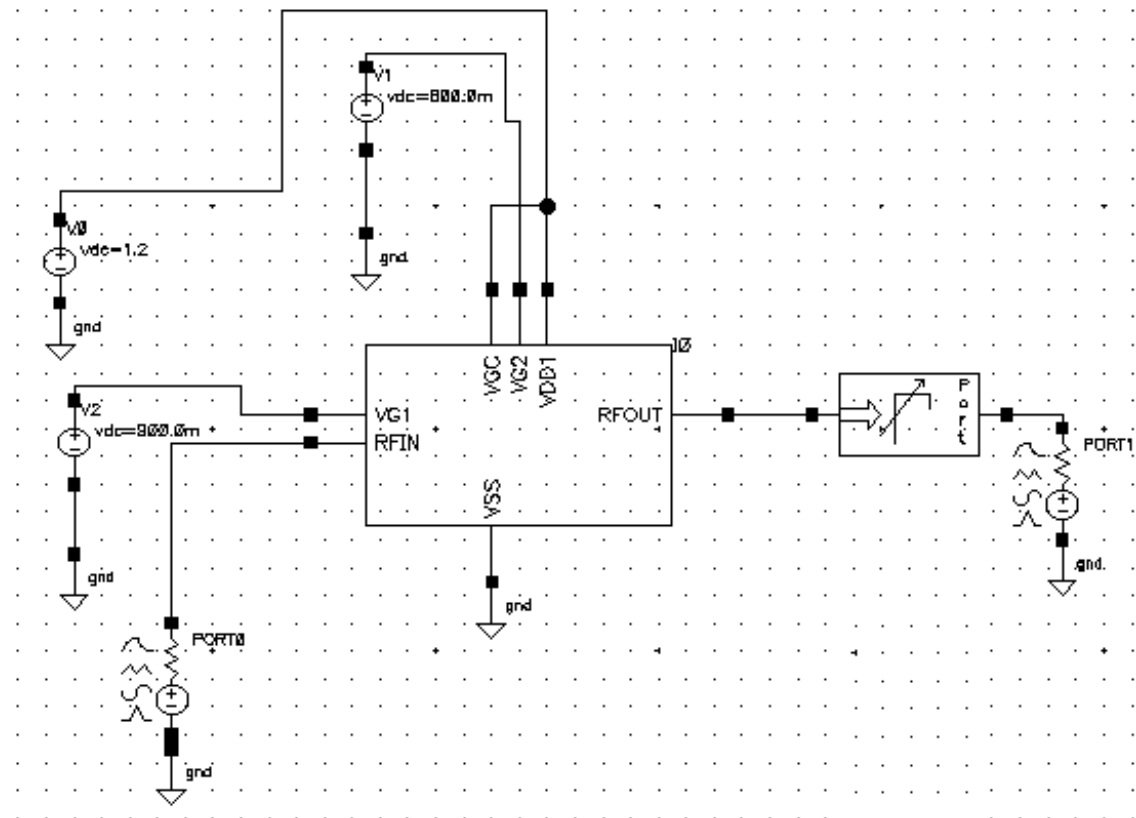 V1
vdc=800.0m
V0
vdc=1.2
gnd
gnd
I0
VGC
VG2
VDD1
V2
vdc=900.0m
VG1
RFIN
RFOUT
VSS
Port
PORT1
gnd
gnd
gnd
PORT0
gnd